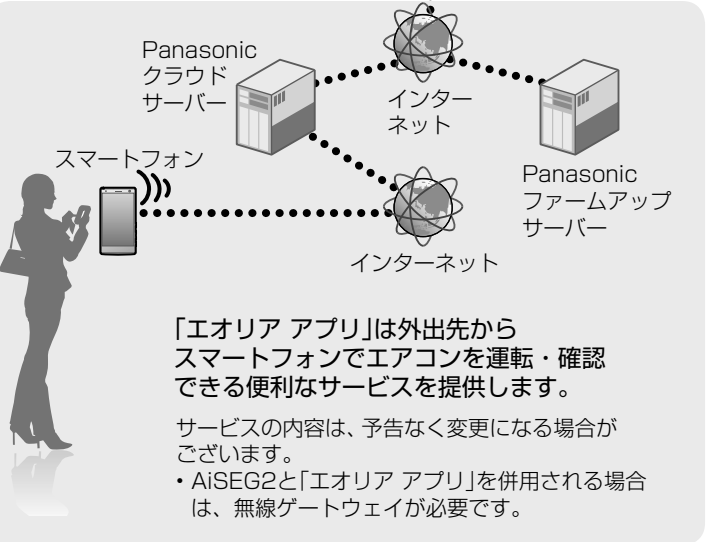 Panasonic
クラウド
サーバー
インター
ネット
スマートフォン
Panasonic
ファームアップ
サーバー
インターネット
「エオリア アプリ」は外出先から
スマートフォンでエアコンを運転・確認
できる便利なサービスを提供します。
サービスの内容は、予告なく変更になる場合が
ございます。
• AiSEG2と「エオリア アプリ」を併用される場合
は、無線ゲートウェイが必要です。